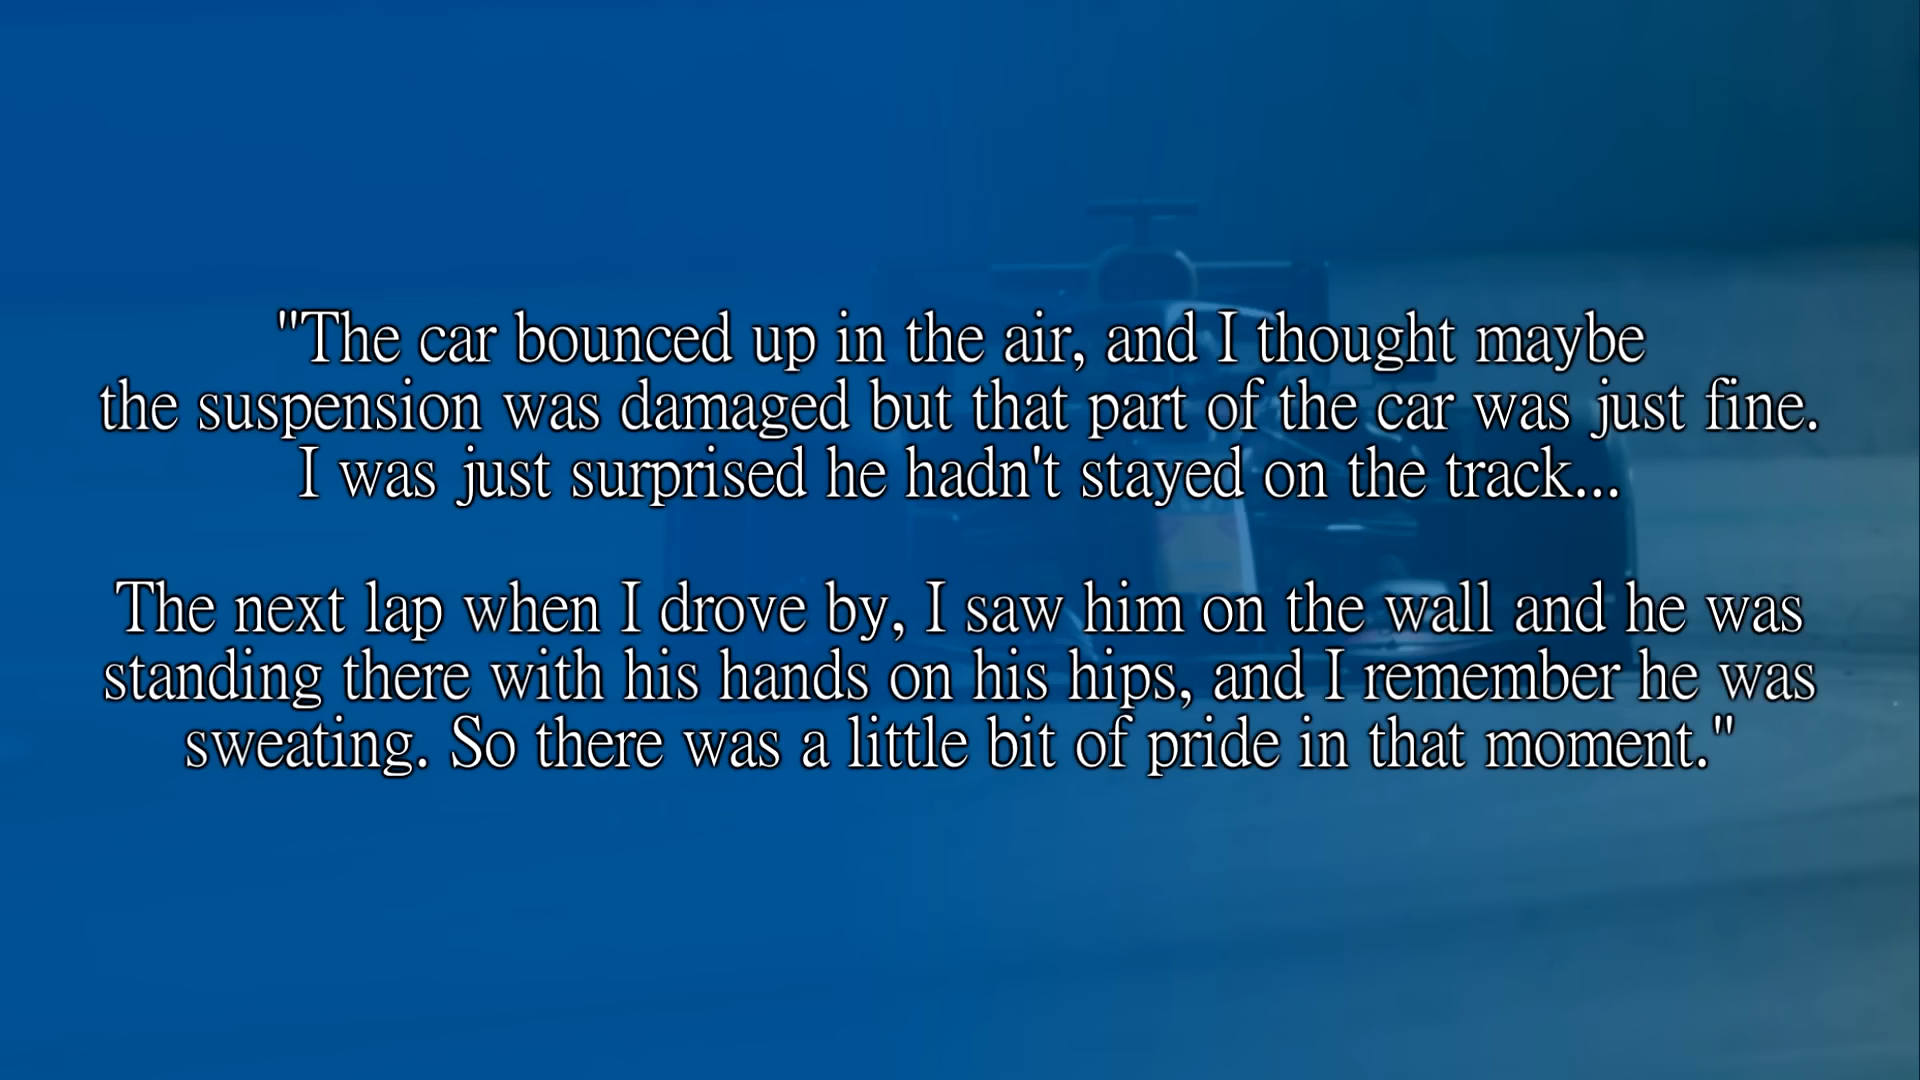 "The car bounced up in the air, and I thought maybe
the suspension was damaged but that part of the car was just fine.
I was just surprised he hadn't stayed on the track...
The next lap when I drove by, I saw him on the wall and he was
standing there with his hands on his hips, and I remember he was
sweating. So there was a little bit of pride in that moment."